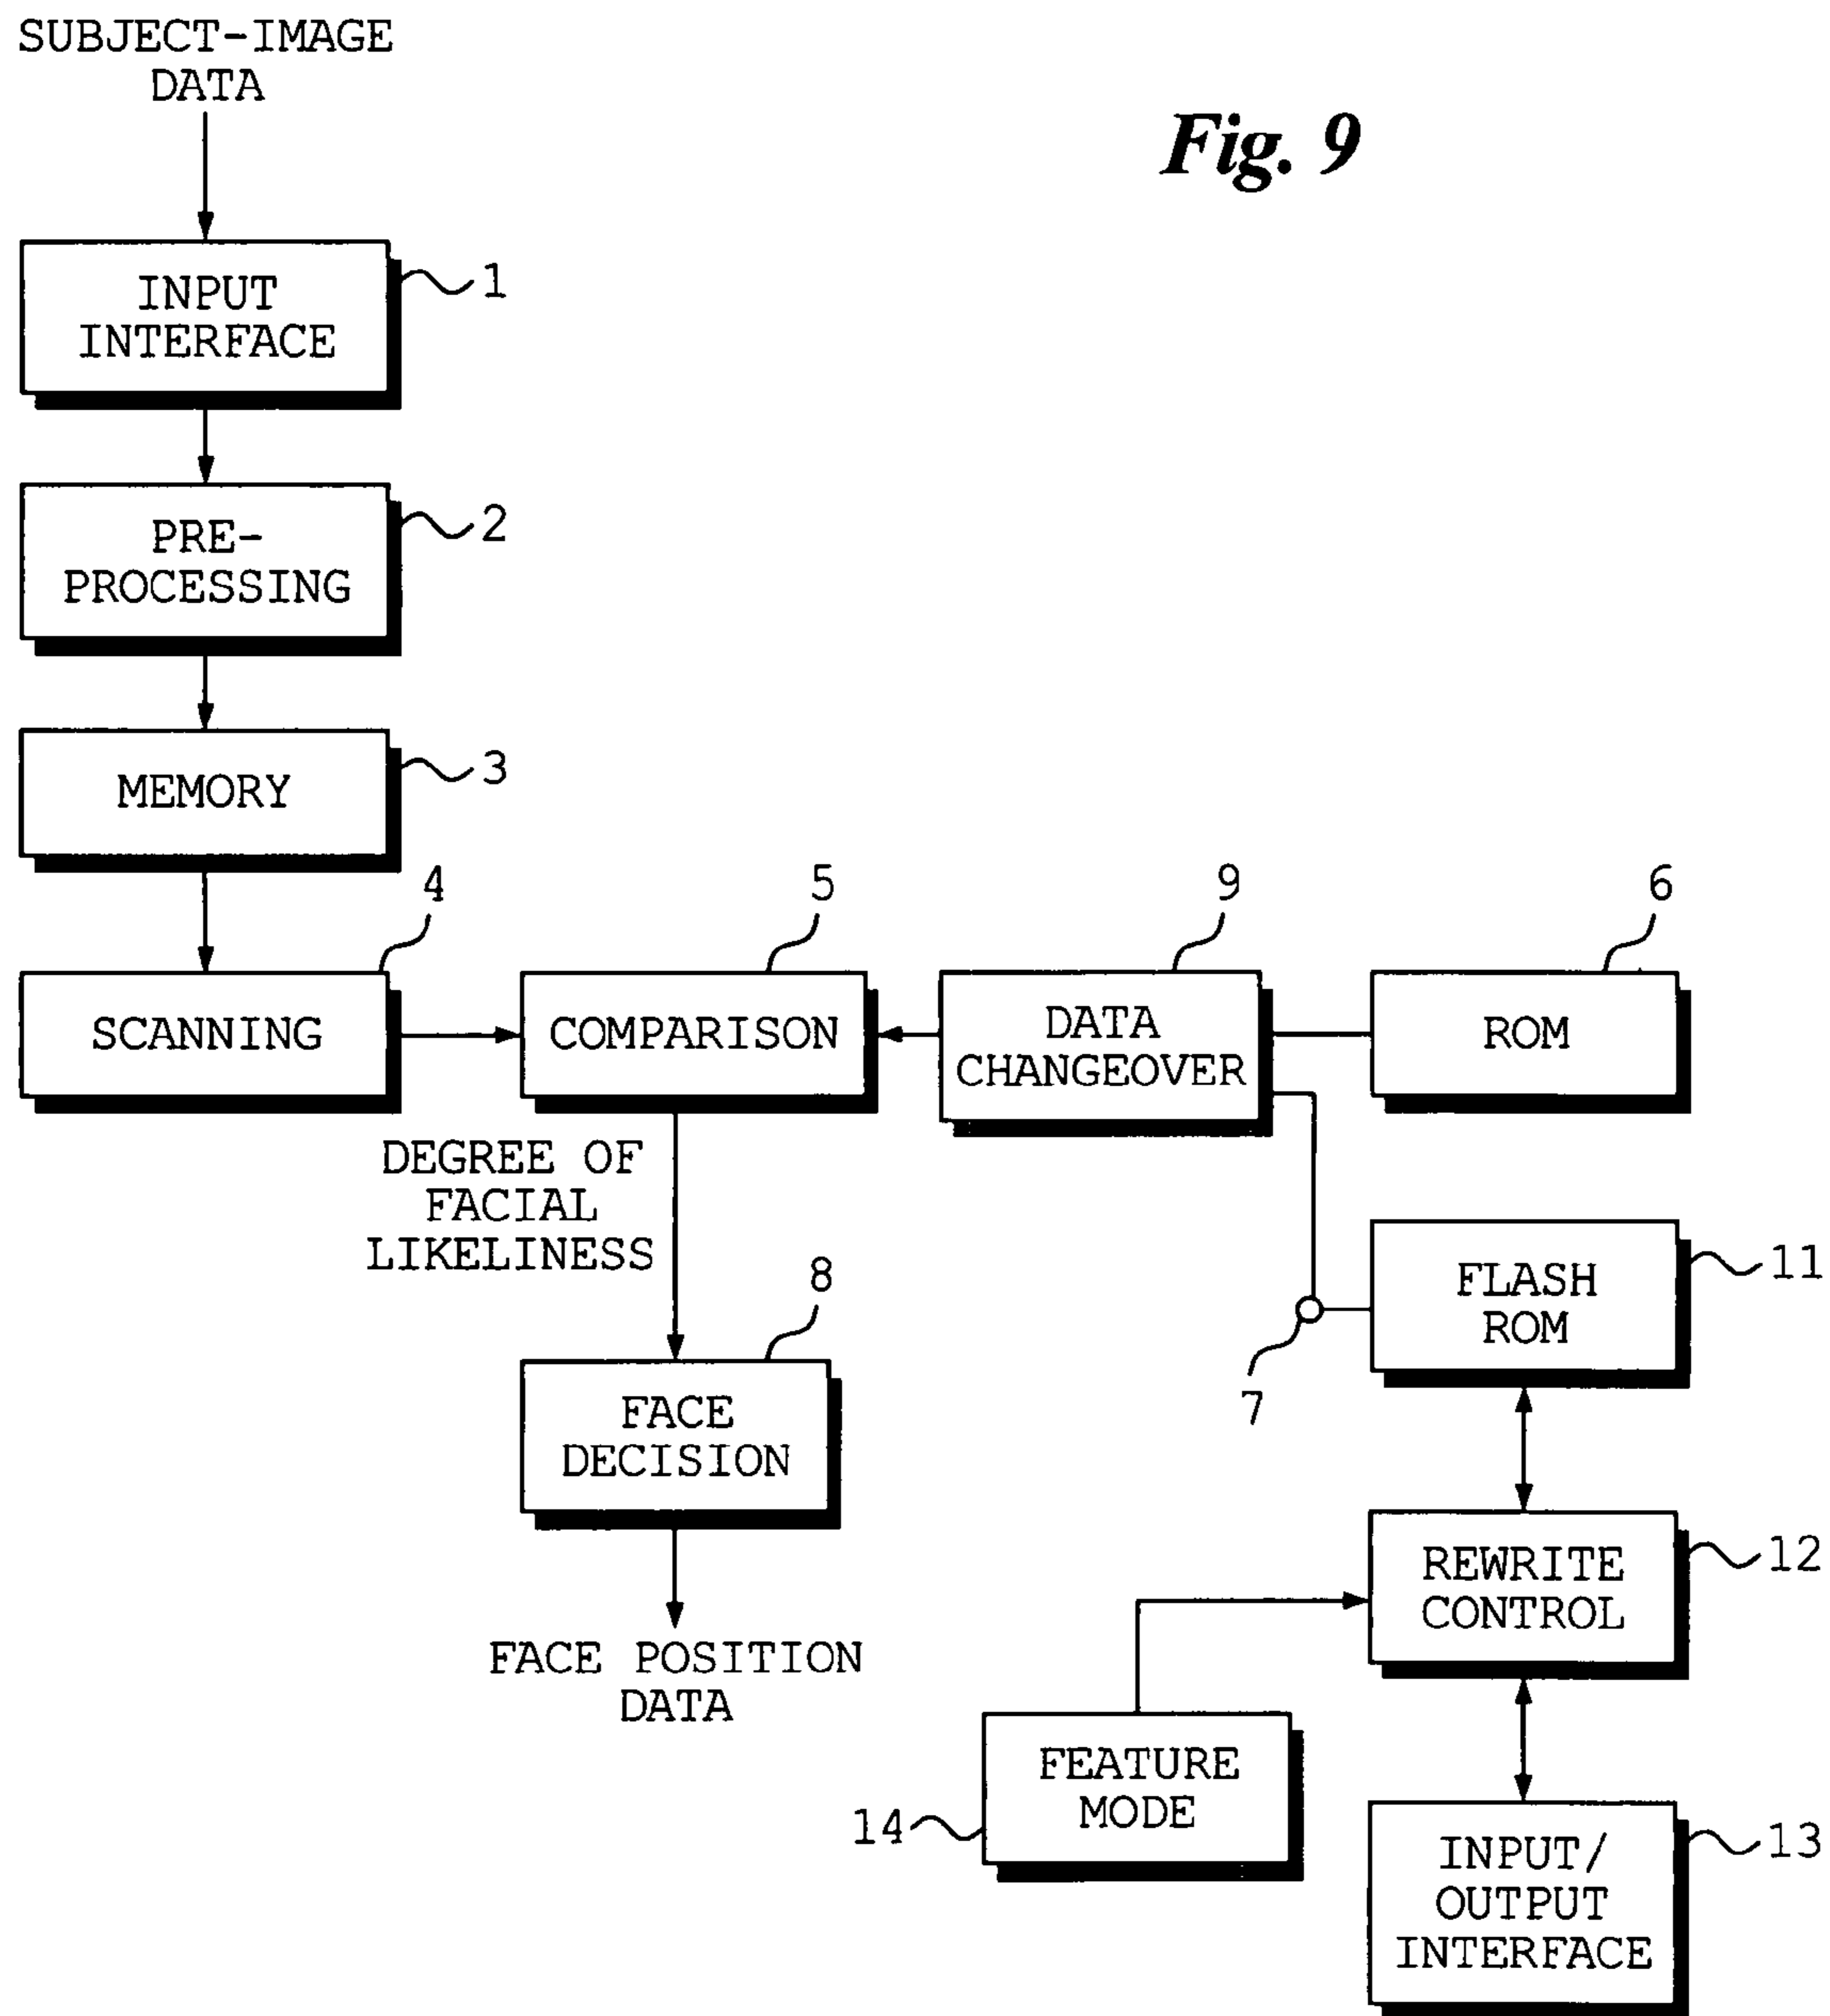 SUBJECT-IMAGE
DATA
Fig. 9
INPUT
INTERFACE
1
PRE-
PROCESSING
2
MEMORY
3
SCANNING
4
COMPARISON
5
DATA
CHANGEOVER
9
ROM
6
DEGREE OF
FACIAL
LIKELINESS
FLASH
ROM
11
7
FACE
DECISION
8
REWRITE
CONTROL
12
FACE POSITION
DATA
FEATURE
MODE
14
INPUT/
OUTPUT
INTERFACE
13